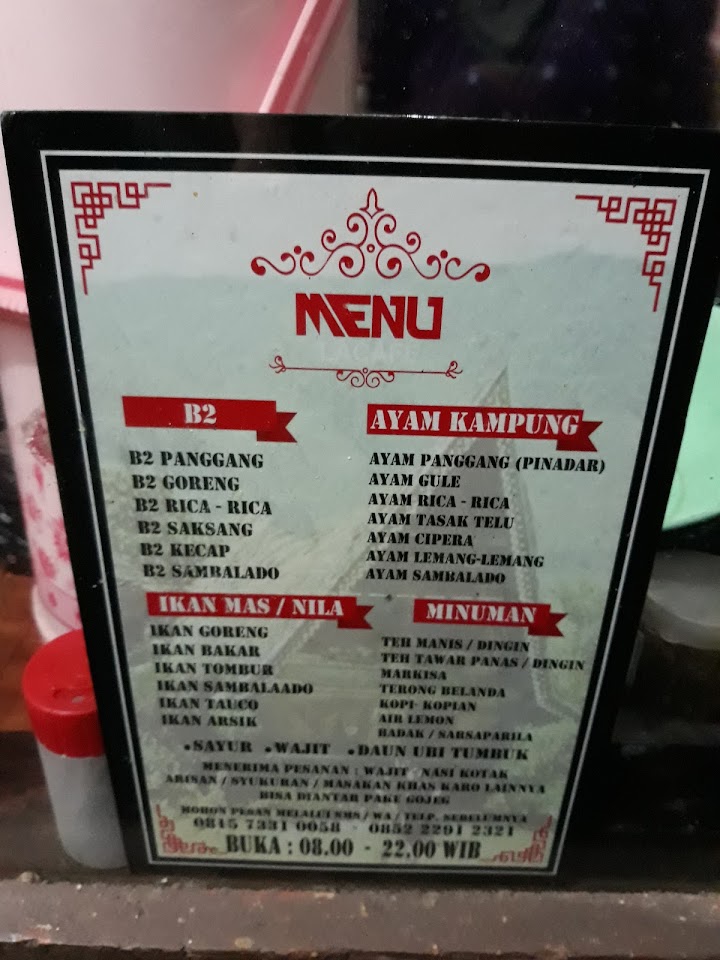 MENU
B2
B2 PANGGANG
B2 GORENG
B2 RICA - RICA
B2 SAKSANG
B2 KECAP
B2 SAMBALADO
AYAM KAMPUNG
AYAM PANGGANG (PINADAR)
AYAM GULE
AYAM RICA - RICA
AYAM TASAK TELU
AYAM CIPERA
AYAM LEMANG-LEMANG
AYAM SAMBALADO
IKAN MAS / NILA
IKAN GORENG
IKAN BAKAR
IKAN TOMBUR
IKAN SAMBALAADO
IKAN TAUCO
IKAN ARSIK
MINUMAN
TEH MANIS / DINGIN
TEH TAWAR PANAS / DINGIN
MARKISA
TERONG BELANDA
KOPI- KOPIAN
AIR LEMON
BADAK / SARSAPARILA
•SAYUR •WAJIT •DAUN UBI TUMBUK
MENERIMA PESANAN : WAJIT NASI KOTAK
ARISAN / SYUKURAN / MASAKAN KHAS KARO LAINNYA
BISA DIANTAR PAKE GOJEG
MOHON PESAN MELALUI SMS / WA / TELP. SEBELUMNYA
0815 7331 0058 - 0852 2291 2321
BUKA : 08.00 - 22.00 WIB